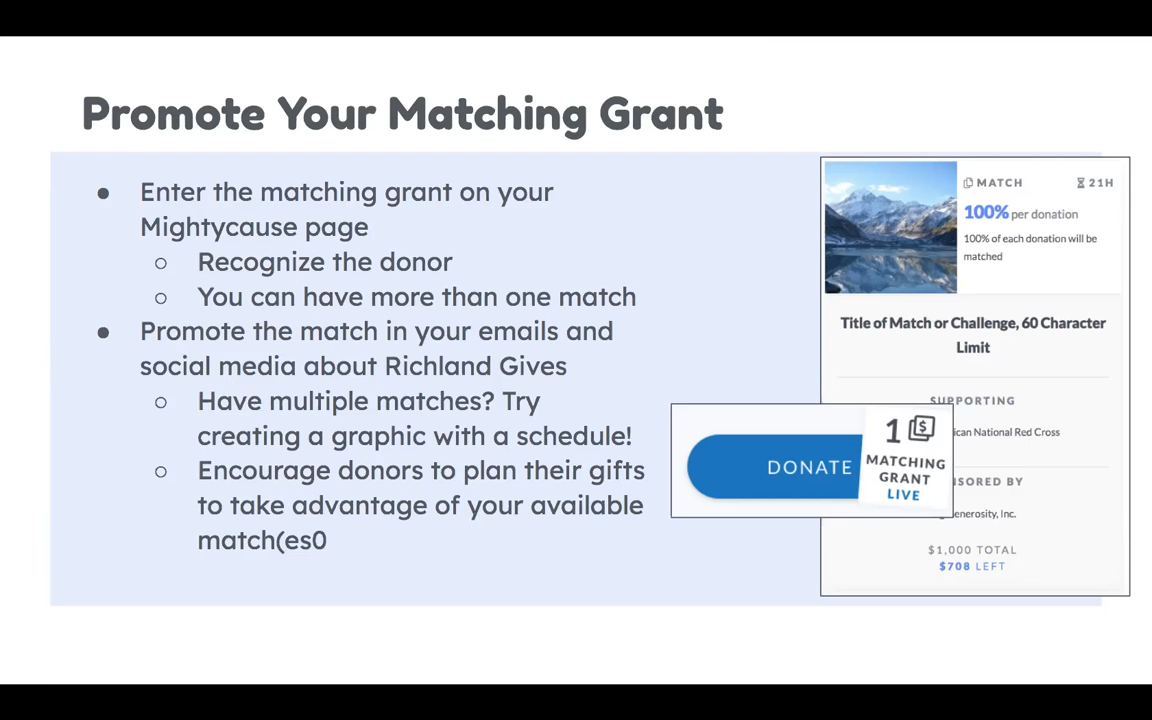 Promote Your Matching Grant
● Enter the matching grant on your
Mightycause page
○ Recognize the donor
○ You can have more than one match
● Promote the match in your emails and
social media about Richland Gives
○ Have multiple matches? Try
creating a graphic with a schedule!
○ Encourage donors to plan their gifts
to take advantage of your available
match(es0
MATCH 21H
100% per donation
100% of each donation will be
matched
Title of Match or Challenge, 60 Character
Limit
SUPPORTING
ican National Red Cross
SORED BY
enerosity, Inc.
$1,000 TOTAL
$708 LEFT
DONATE
1
MATCHING
GRANT
LIVE